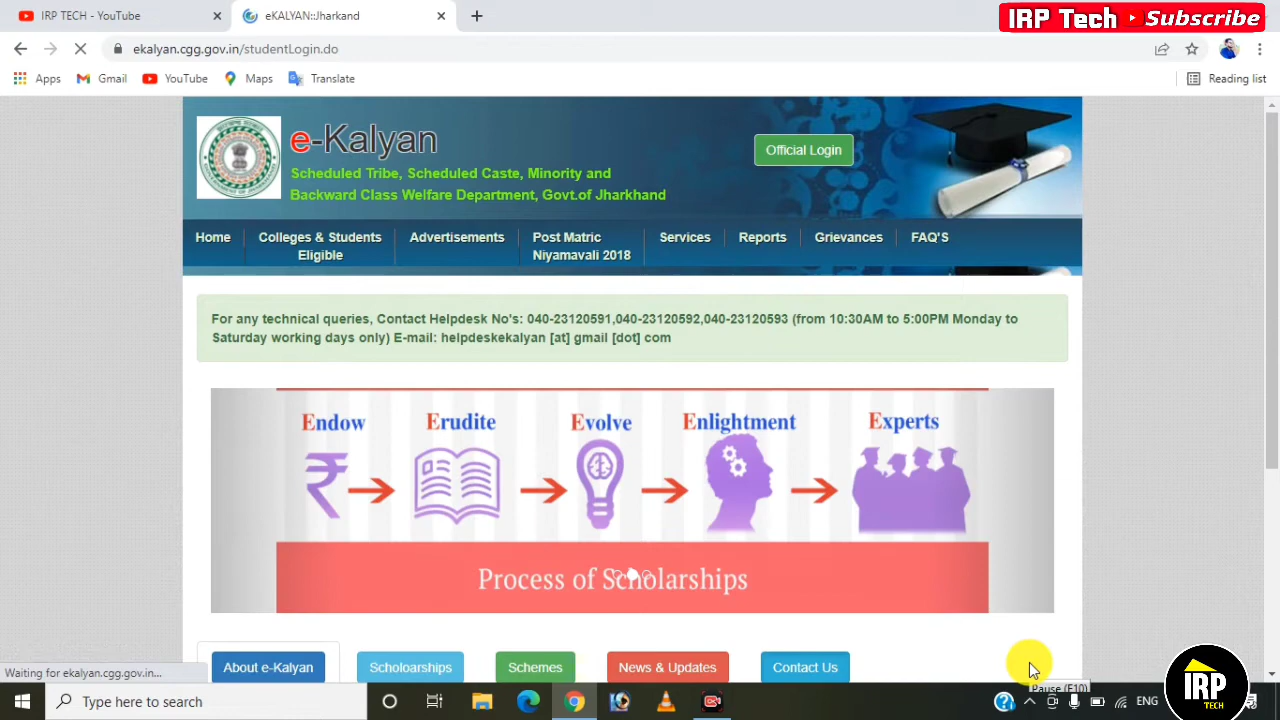 IRP TECH - YouTube
eKALYAN::Jharkand
IRP Tech Subscribe
ekalyan.cgg.gov.in/studentLogin.do
Apps Gmail YouTube Maps Translate Reading list
e-Kalyan
Official Login
Scheduled Tribe, Scheduled Caste, Minority and
Backward Class Welfare Department, Govt.of Jharkhand
Home Colleges & Students Advertisements Post Matric Services Reports Grievances FAQ'S
Eligible Niyamavali 2018
For any technical queries, Contact Helpdesk No's: 040-23120591,040-23120592,040-23120593 (from 10:30AM to 5:00PM Monday to
Saturday working days only) E-mail: helpdeskekalyan [at] gmail [dot] com
Endow Erudite Evolve Enlightment Experts
Process of Scholarships
About e-Kalyan Scholoarships Schemes News & Updates Contact Us
Waiting for ekalyan.cgg.gov.in...
Pause (F10)
Type here to search
ENG
IRP
TECH